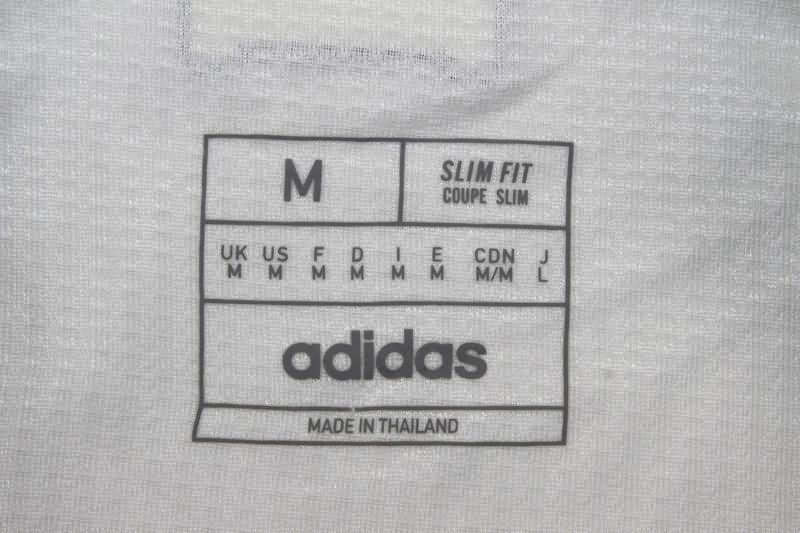 M
SLIM FIT
COUPE SLIM
UK US F D I E CDN J
M M M M M M M/M L
adidas
MADE IN THAILAND